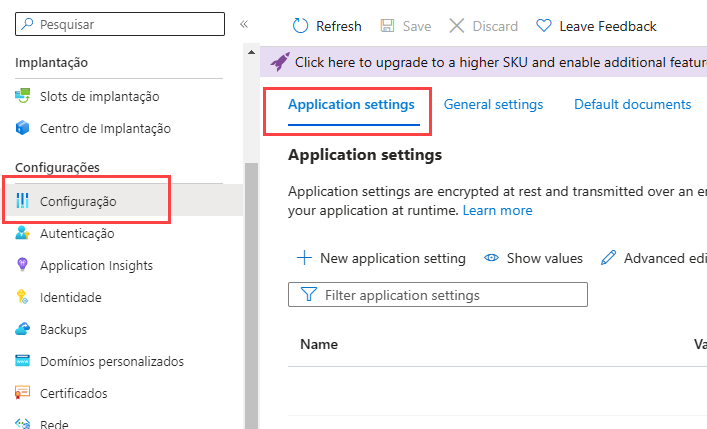 Pesquisar
«
Implantação
Slots de implantação
Centro de Implantação
Configurações
Configuração
Autenticação
Application Insights
Identidade
Backups
Domínios personalizados
Certificados
Rede
Refresh Save Discard Leave Feedback
Click here to upgrade to a higher SKU and enable additional featur
Application settings General settings Default documents
Application settings
Application settings are encrypted at rest and transmitted over an e
your application at runtime. Learn more
New application setting Show values Advanced edi
Filter application settings
Name Va